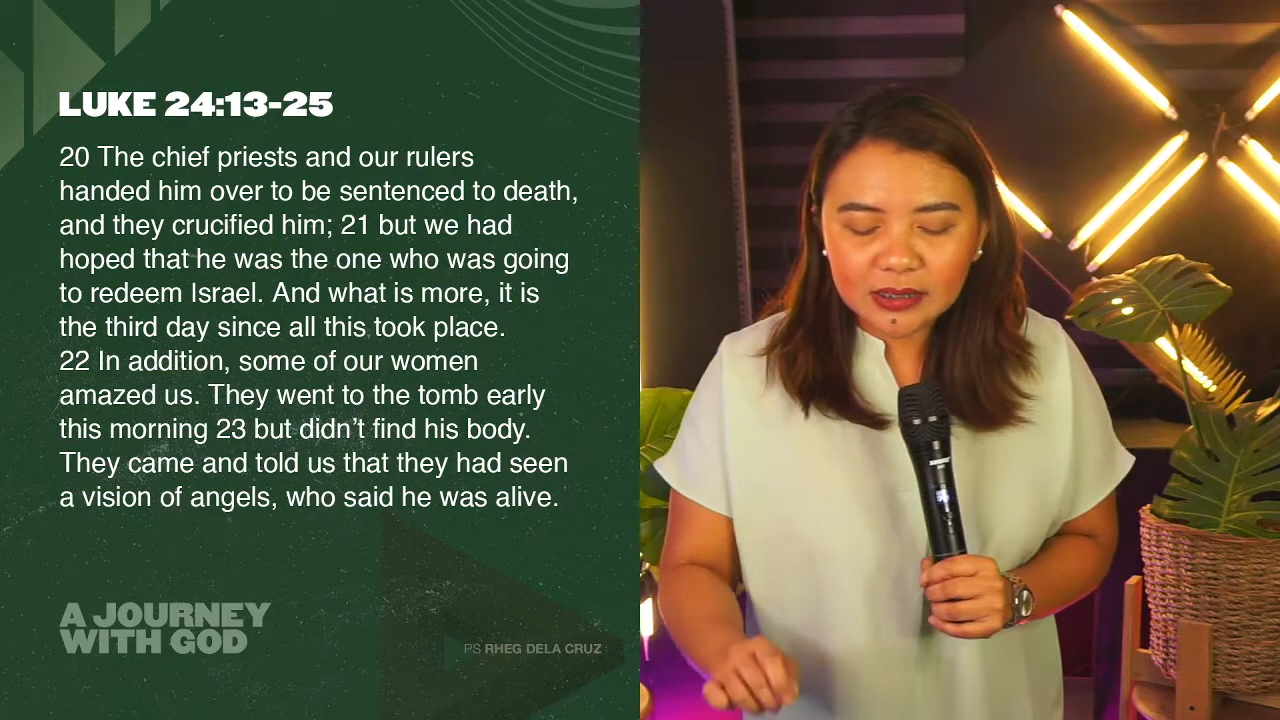 LUKE 24:13-25
20 The chief priests and our rulers
handed him over to be sentenced to death,
and they crucified him; 21 but we had
hoped that he was the one who was going
to redeem Israel. And what is more, it is
the third day since all this took place.
22 In addition, some of our women
amazed us. They went to the tomb early
this morning 23 but didn’t find his body.
They came and told us that they had seen
a vision of angels, who said he was alive.
A JOURNEY
WITH GOD
PS RHEG DELA CRUZ